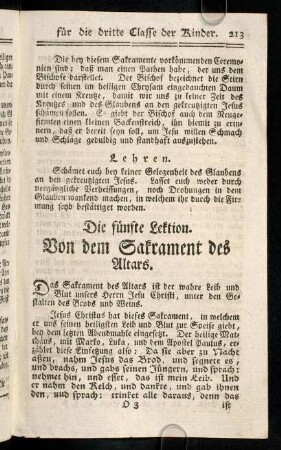 für die dritte Classe der Kinder. 213
Die bey diesem Sakramente vorkommenden Ceremo-
nien sind: daß man einen Pathen habe, der uns dem
Bischofe darstellet. Der Bischof bezeichnet die Stirn
durch seinen im heiligen Chrysam eingedauchten Daum
mit einem Kreutze, damit wir uns zu keiner Zeit des
Kreutzes und des Glaubens an den gekreutzigten Jesus
schämen sollen. Es giebt der Bischof auch den Neuge-
firmten einen kleinen Backenstreich, ihn hiermit zu erin-
nern, daß er bereit seyn soll, um Jesu willen Schmach
und Schläge geduldig und standhaft auszustehen.
Lehren.
Schämet euch bey keiner Gelegenheit des Glaubens
an den gekreutzigten Jesus. Lasset euch weder durch
vergängliche Verheissungen, noch Drohungen in dem
Glauben wankend machen, in welchem ihr durch die Fir-
mung seyd bestättiget worden.
Die fünfte Lektion.
Von dem Sakrament des
Altars.
Das Sakrament des Altars ist der wahre Leib und
Blut unsers Herrn Jesu Christi, unter den Ge-
stalten des Brods und Weins.
Jesus Christus hat dieses Sakrament, in welchem
er uns seinen heiligsten Leib und Blut zur Speise giebt,
bey dem letzten Abendmahle eingesetzt. Der heilige Mat-
thäus, mit Marko, Luka, und dem Apostel Paulus, er-
zählet diese Einsetzung also: Da sie aber zu Nacht
assen, nahm Jesus das Brod, und segnete es,
und brachs, und gabs seinen Jüngern, und sprach:
nehmet hin, und esset, das ist mein Leib. Und
er nahm den Kelch, und dankte, und gab ihnen
den, und sprach: trinket alle daraus, denn das
O 3 ist